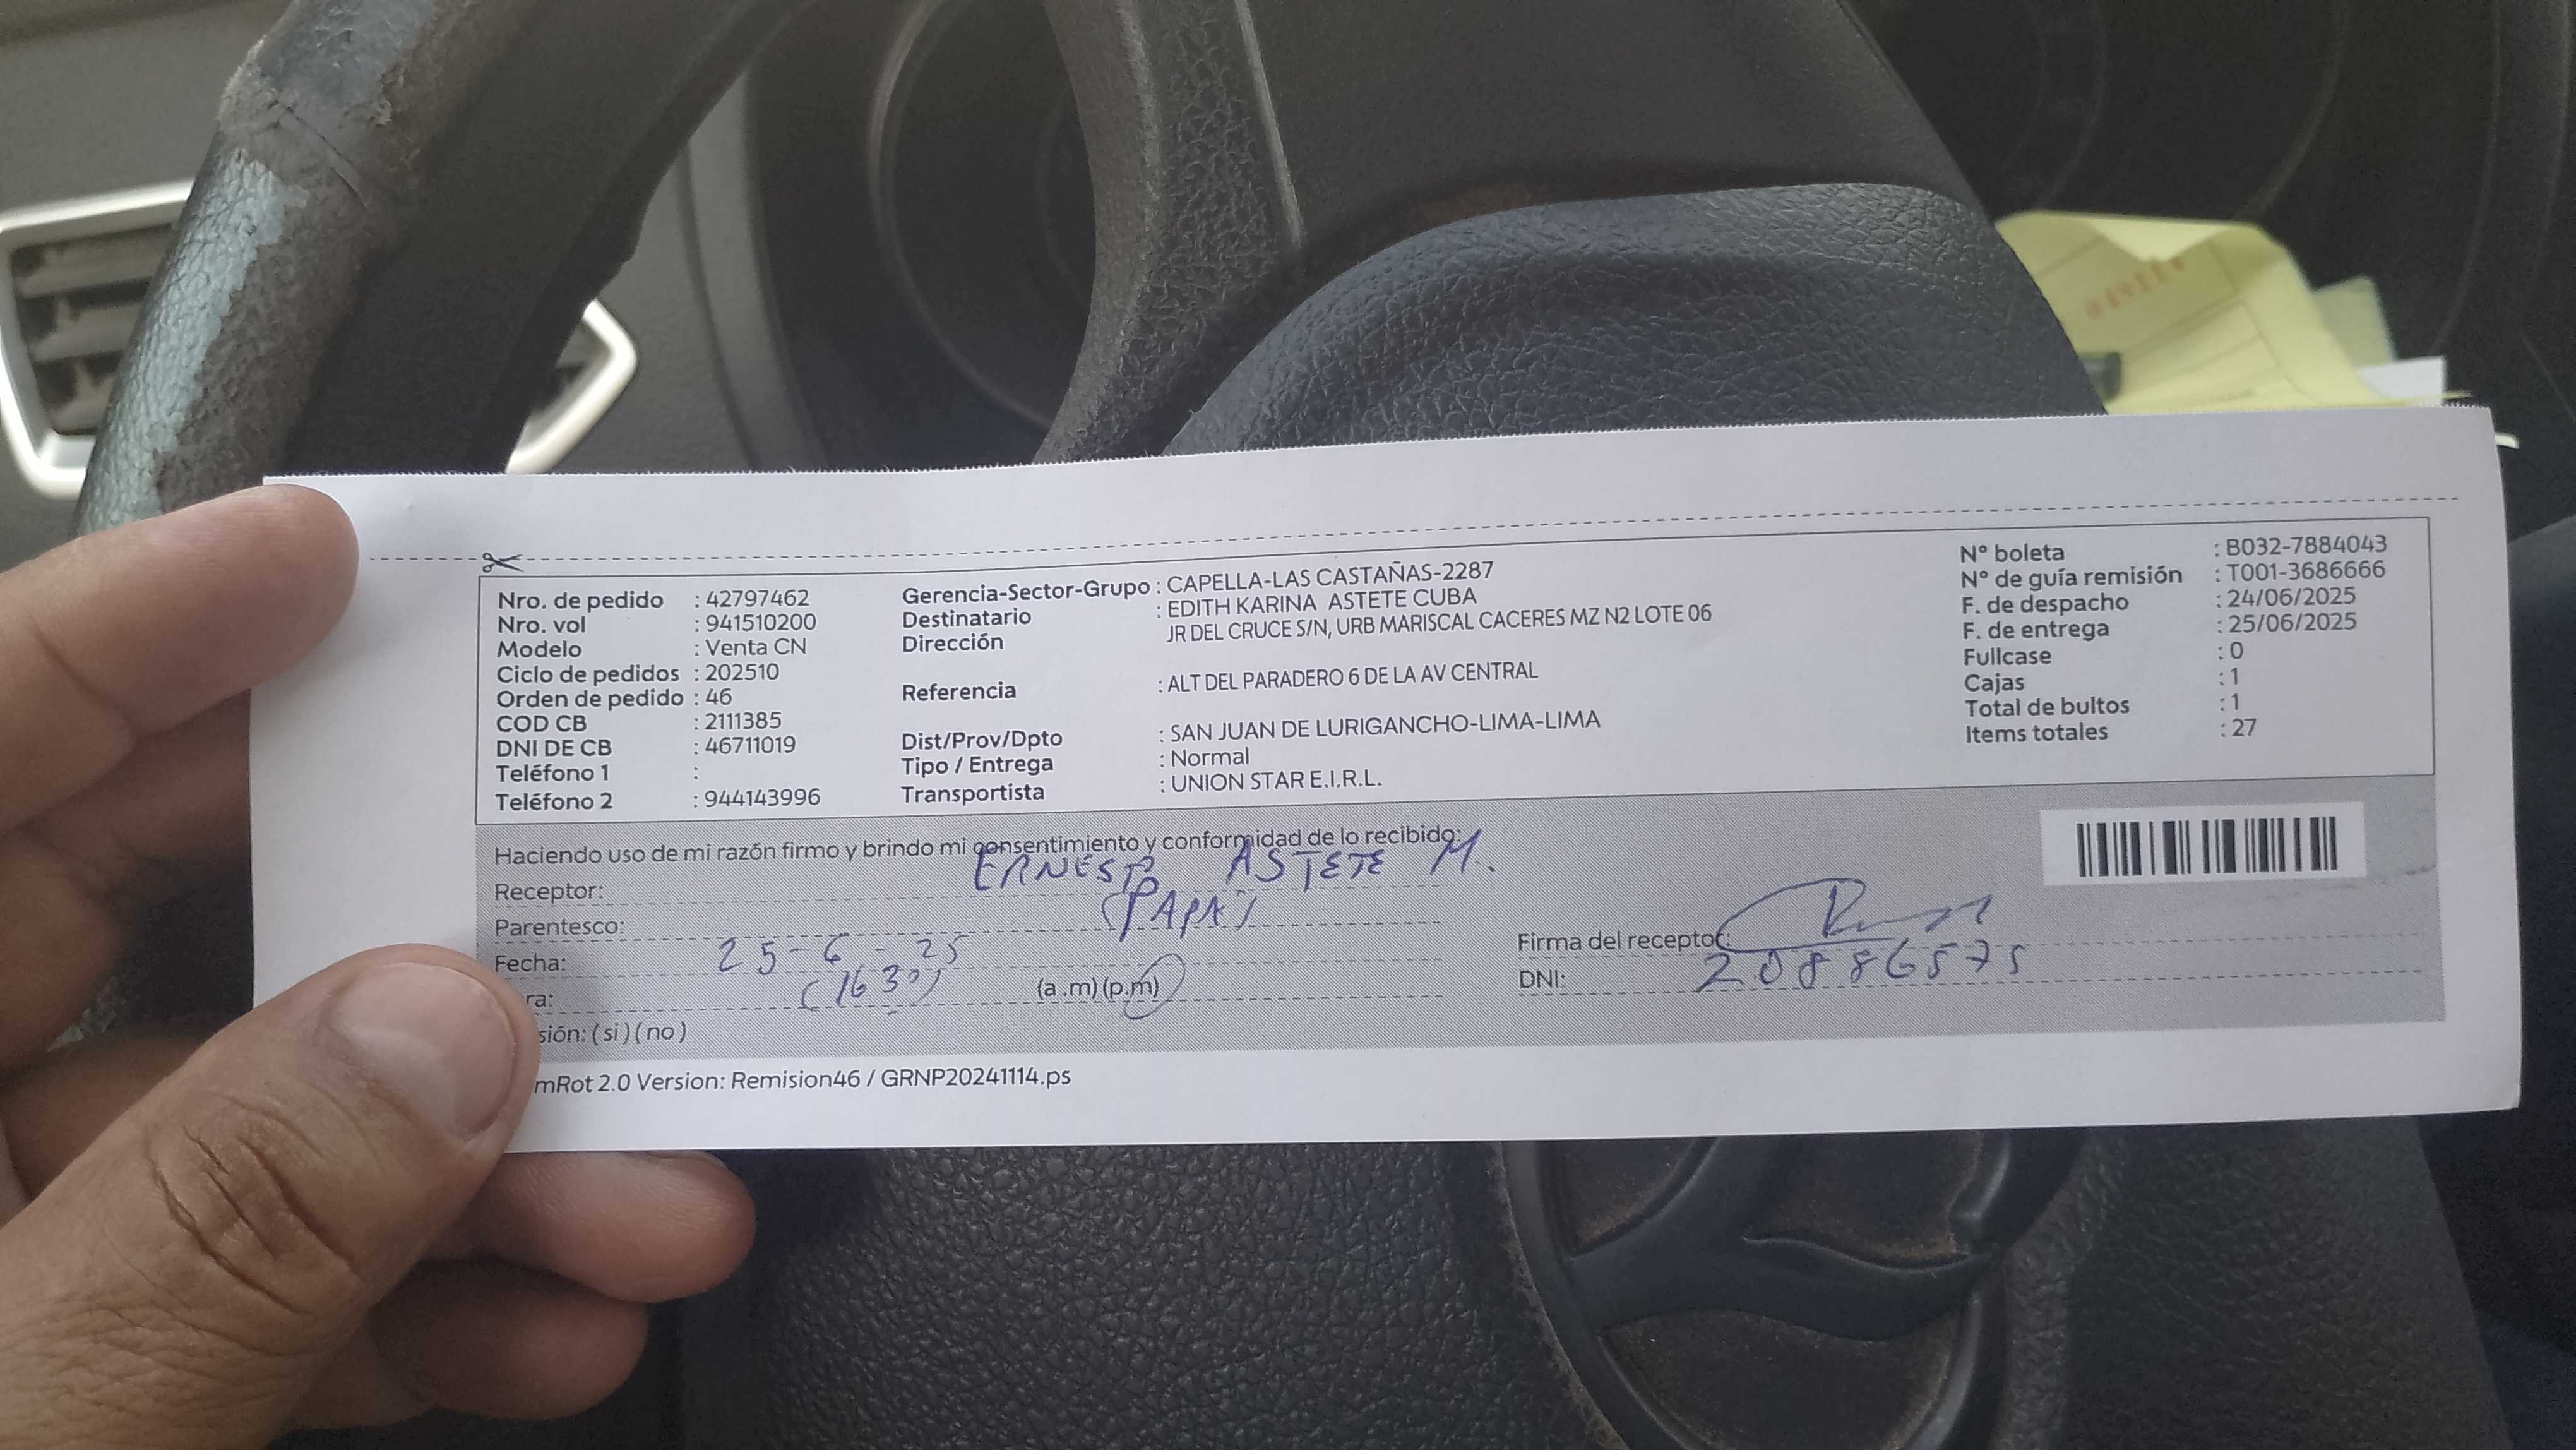 Nro. de pedido : 42797462
Nro. vol : 941510200
Modelo : Venta CN
Ciclo de pedidos : 202510
Orden de pedido : 46
COD CB : 2111385
DNI DE CB : 46711019
Teléfono 1 :
Teléfono 2 : 944143996
Gerencia-Sector-Grupo : CAPELLA-LAS CASTAÑAS-2287
Destinatario : EDITH KARINA ASTETE CUBA
Dirección JR DEL CRUCE S/N, URB MARISCAL CACERES MZ N2 LOTE 06
Referencia : ALT DEL PARADERO 6 DE LA AV CENTRAL
Dist/Prov/Dpto : SAN JUAN DE LURIGANCHO-LIMA-LIMA
Tipo / Entrega : Normal
Transportista : UNION STAR E.I.R.L.
N° boleta : B032-7884043
N° de guía remisión : T001-3686666
F. de despacho : 24/06/2025
F. de entrega : 25/06/2025
Fullcase : 0
Cajas : 1
Total de bultos : 1
Items totales : 27
Haciendo uso de mi razón firmo y brindo mi consentimiento y conformidad de lo recibido:
Receptor: ERNESTO ASTETE M.
Parentesco: (PAPA)
Fecha: 25-6-25
ra: (1630) (a.m)(p.m)
sión: (si)(no)
Firma del receptor:
DNI: 20886575
mRot 2.0 Version: Remision46 / GRNP20241114.ps